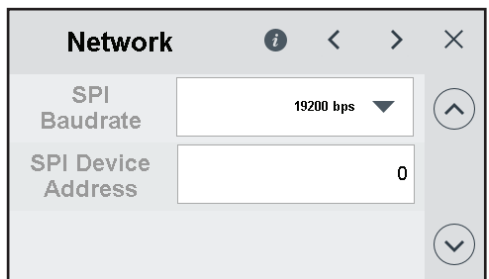 Network
SPI
Baudrate
19200 bps
SPI Device
Address
0